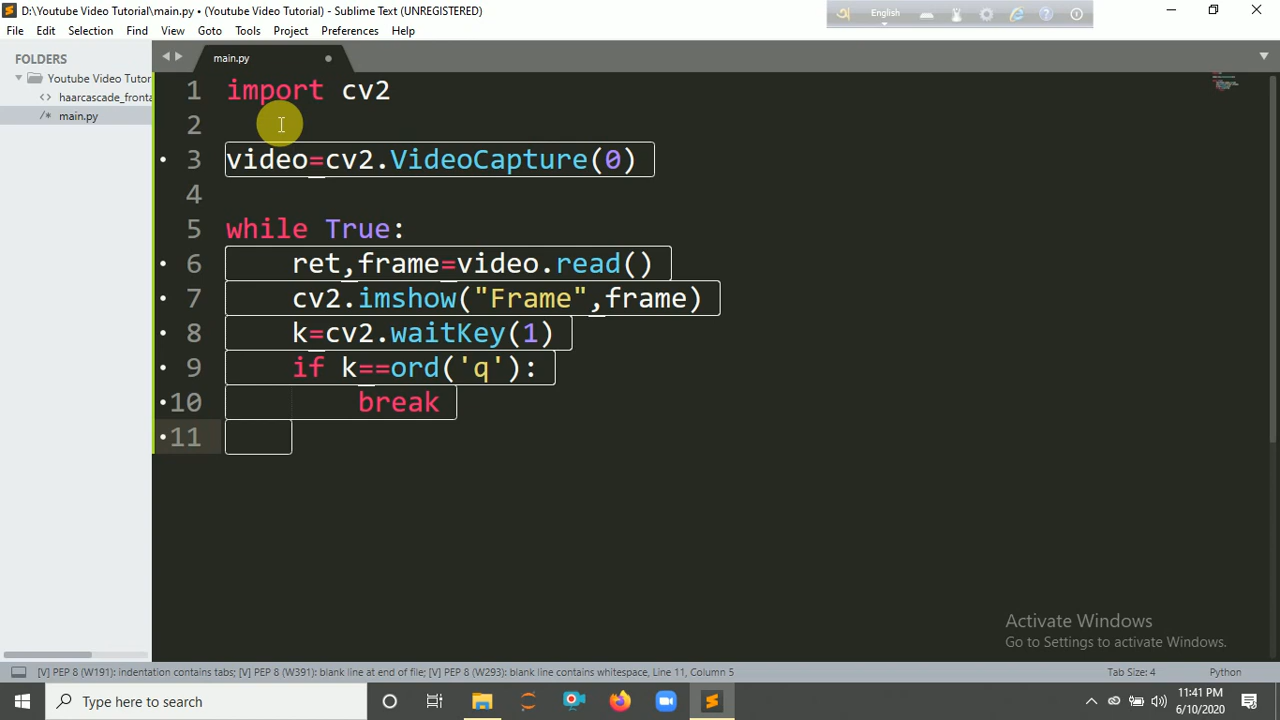 D:\Youtube Video Tutorial\main.py • (Youtube Video Tutorial) - Sublime Text (UNREGISTERED)
English
File Edit Selection Find View Goto Tools Project Preferences Help
FOLDERS
Youtube Video Tutor
haarcascade_fronta
main.py
main.py
1 import cv2
2
3 video=cv2.VideoCapture(0)
4
5 while True:
6 ret,frame=video.read()
7 cv2.imshow("Frame",frame)
8 k=cv2.waitKey(1)
9 if k==ord('q'):
10 break
11
Activate Windows
Go to Settings to activate Windows.
[V] PEP 8 (W191): indentation contains tabs; [V] PEP 8 (W391): blank line at end of file; [V] PEP 8 (W293): blank line contains whitespace, Line 11, Column 5
Tab Size: 4
Python
Type here to search
11:41 PM
6/10/2020